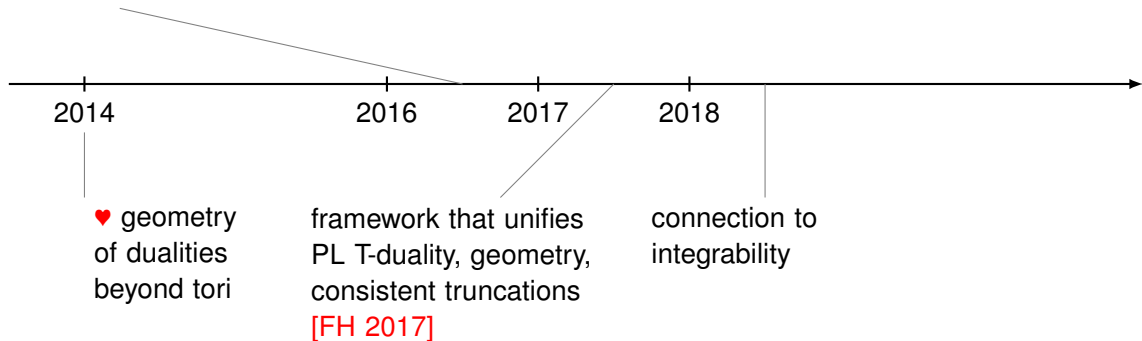 2014 2016 2017 2018
♥ geometry
of dualities
beyond tori
framework that unifies
PL T-duality, geometry,
consistent truncations
[FH 2017]
connection to
integrability